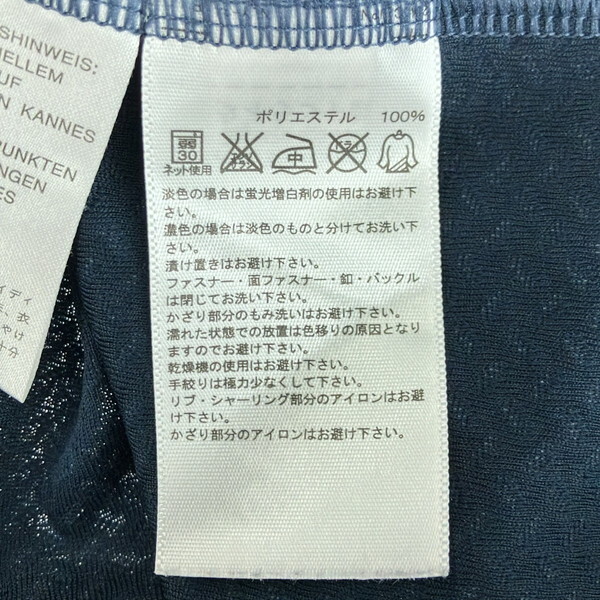 SHINWEIS:
IELLEM
UF
N KANNES
PUNKTEN
NGEN
ES
ポリエステル 100%
弱
30
ネット使用
中
淡色の場合は蛍光増白剤の使用はお避け下
さい。
濃色の場合は淡色のものと分けてお洗い下
さい。
漬け置きはお避け下さい。
ファスナー・面ファスナー・釦・バックル
は閉じてお洗い下さい。
かざり部分のもみ洗いはお避け下さい。
濡れた状態での放置は色移りの原因となり
ますのでお避け下さい。
乾燥機の使用はお避け下さい。
手絞りは極力少なくして下さい。
リブ・シャーリング部分のアイロンはお避
け下さい。
かざり部分のアイロンはお避け下さい。
イディ
衣
やけ
十分